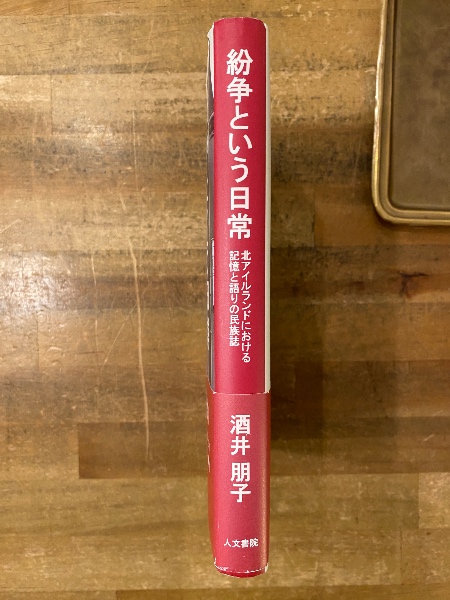 紛争という日常
北アイルランドにおける
記憶と語りの民族誌
酒井 朋子
人文書院